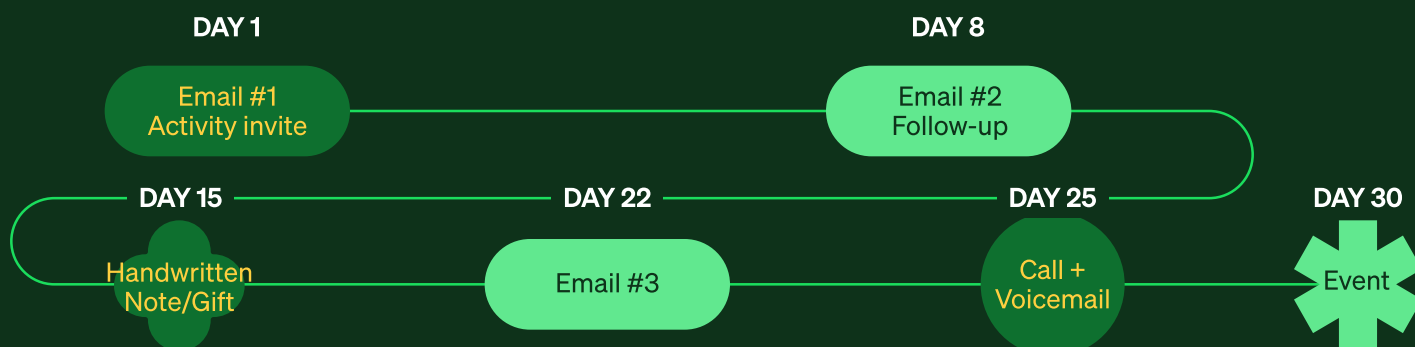 DAY 1
DAY 8
Email #1
Activity invite
Email #2
Follow-up
DAY 15
DAY 22
DAY 25
DAY 30
Handwritten
Note/Gift
Email #3
Call +
Voicemail
Event